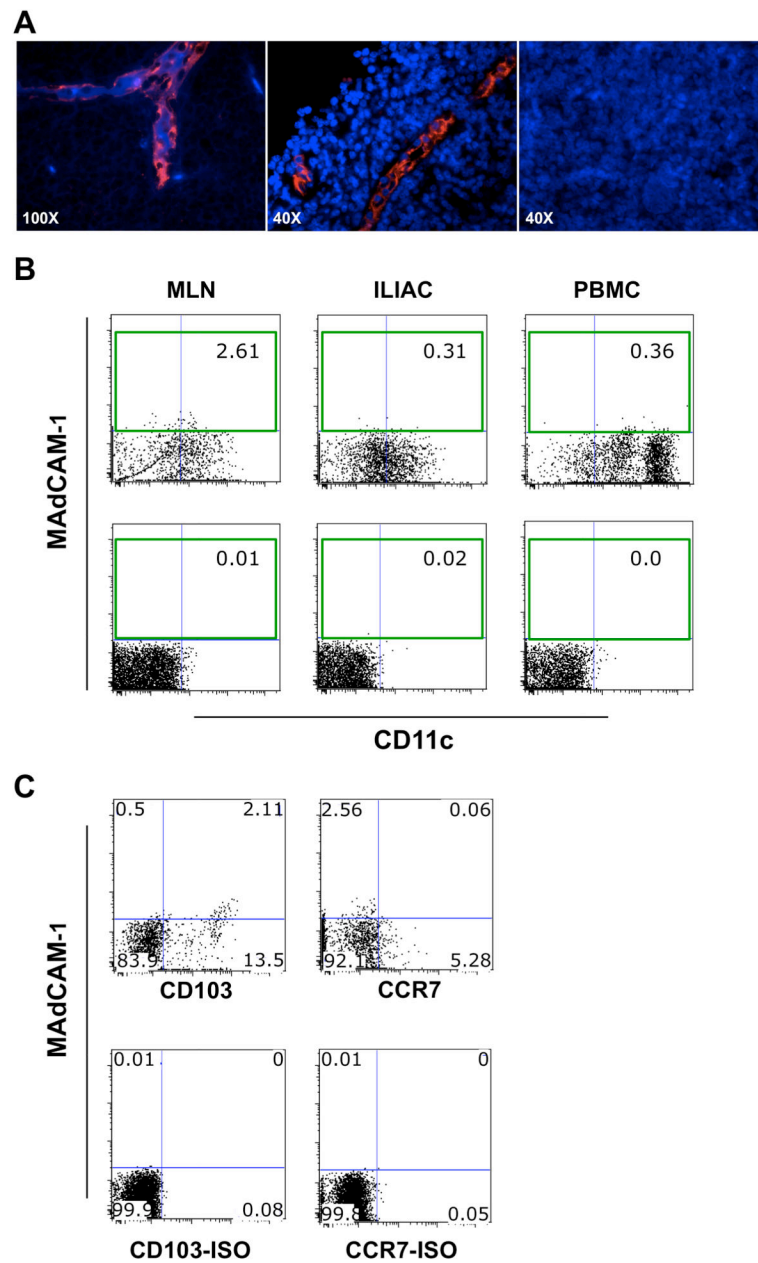 A
100X 40X 40X
B
MLN ILIAC PBMC
2.61 0.31 0.36
MAdCAM-1
0.01 0.02 0.0
CD11c
C
0.5 2.11 2.56 0.06
MAdCAM-1
83.9 13.5 92.1 5.28
CD103 CCR7
0.01 0 0.01 0
99.9 0.08 99.8 0.05
CD103-ISO CCR7-ISO